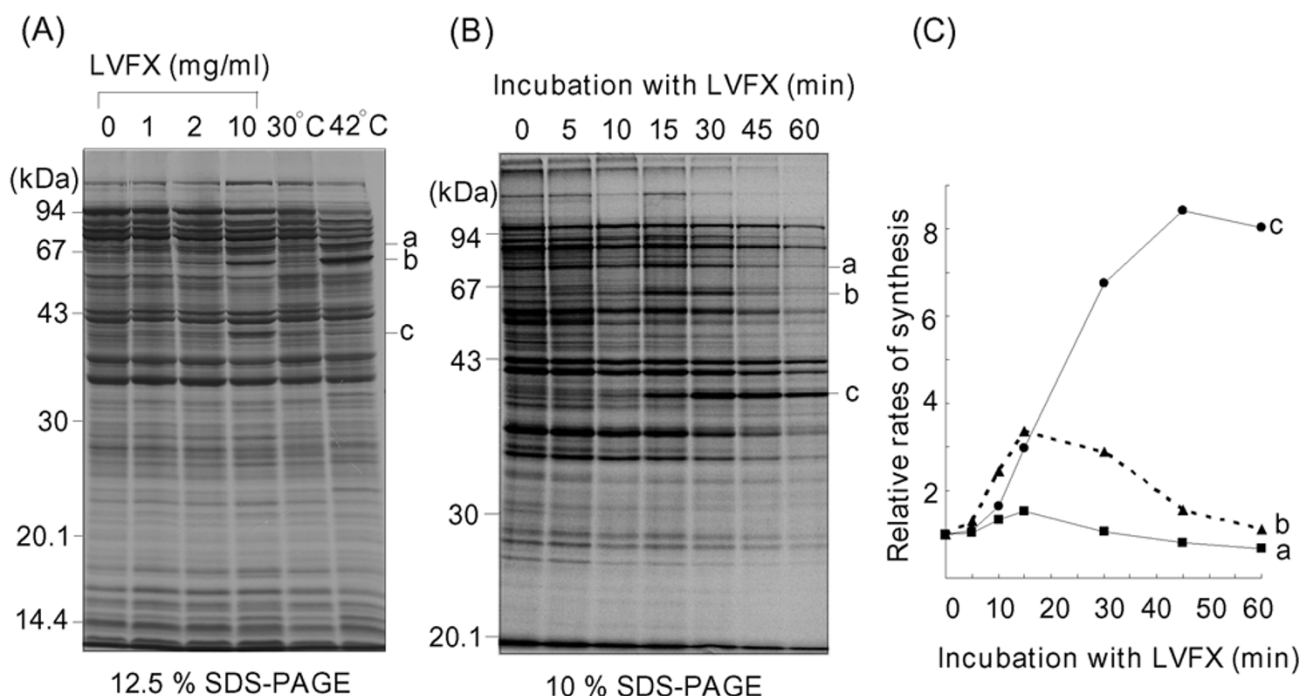 (A)
LVFX (mg/ml)
0 1 2 10 30°C 42°C
(kDa)
94
67
43
30
20.1
14.4
a
b
c
12.5 % SDS-PAGE
(B)
Incubation with LVFX (min)
0 5 10 15 30 45 60
(kDa)
94
67
43
30
20.1
a
b
c
10 % SDS-PAGE
(C)
Relative rates of synthesis
8
6
4
2
c
b
a
0 10 20 30 40 50 60
Incubation with LVFX (min)